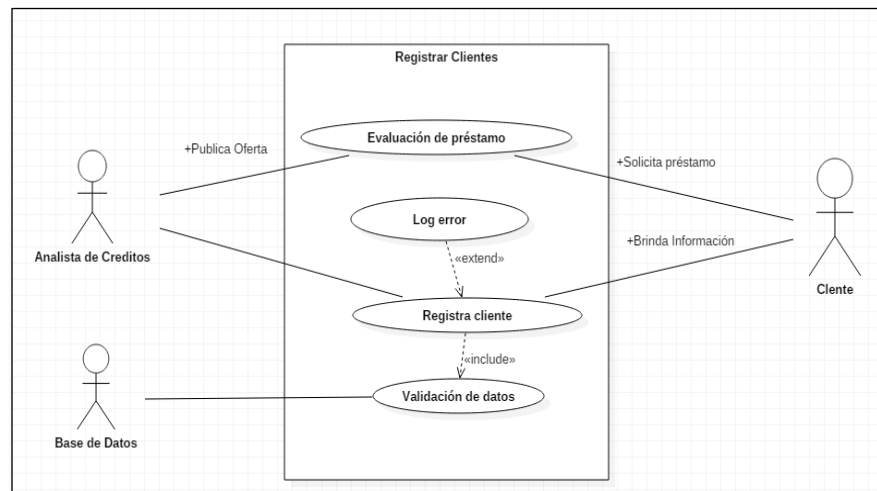 Registrar Clientes
Evaluación de préstamo
+Publica Oferta
+Solicita préstamo
Log error
+Brinda Información
Analista de Creditos
«extend»
Clente
Registra cliente
«include»
Validación de datos
Base de Datos